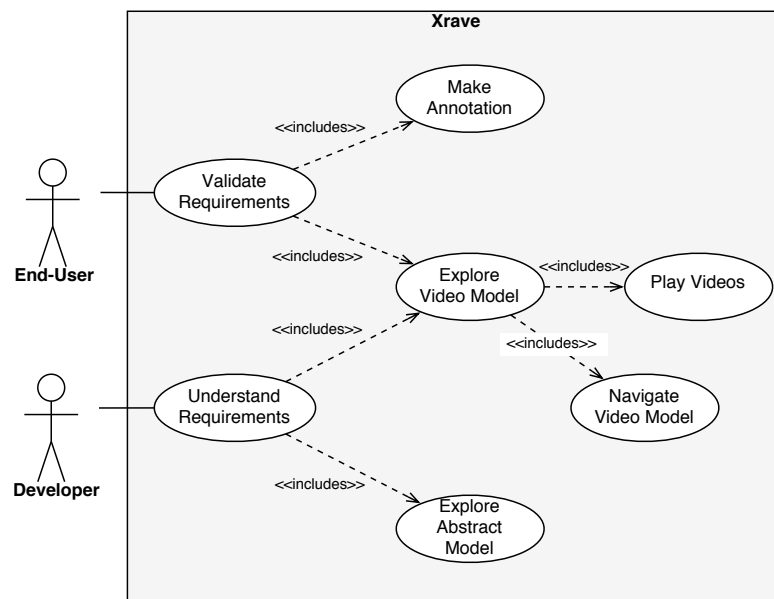 Xrave
Make
Annotation
<<includes>>
Validate
Requirements
End-User
<<includes>>
Explore
Video Model
<<includes>>
Play Videos
<<includes>>
<<includes>>
Understand
Requirements
Navigate
Video Model
Developer
<<includes>>
Explore
Abstract
Model